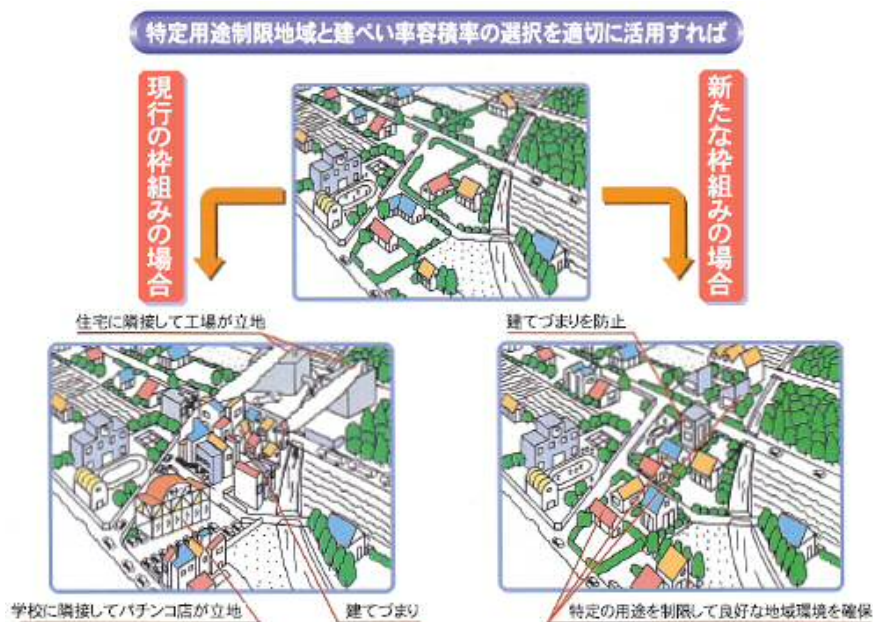 特定用途制限地域と建ぺい率容積率の選択を適切に活用すれば
現行の枠組みの場合
新たな枠組みの場合
住宅に隣接して工場が立地
建てづまりを防止
学校に隣接してパチンコ店が立地
建てづまり
特定の用途を制限して良好な地域環境を確保